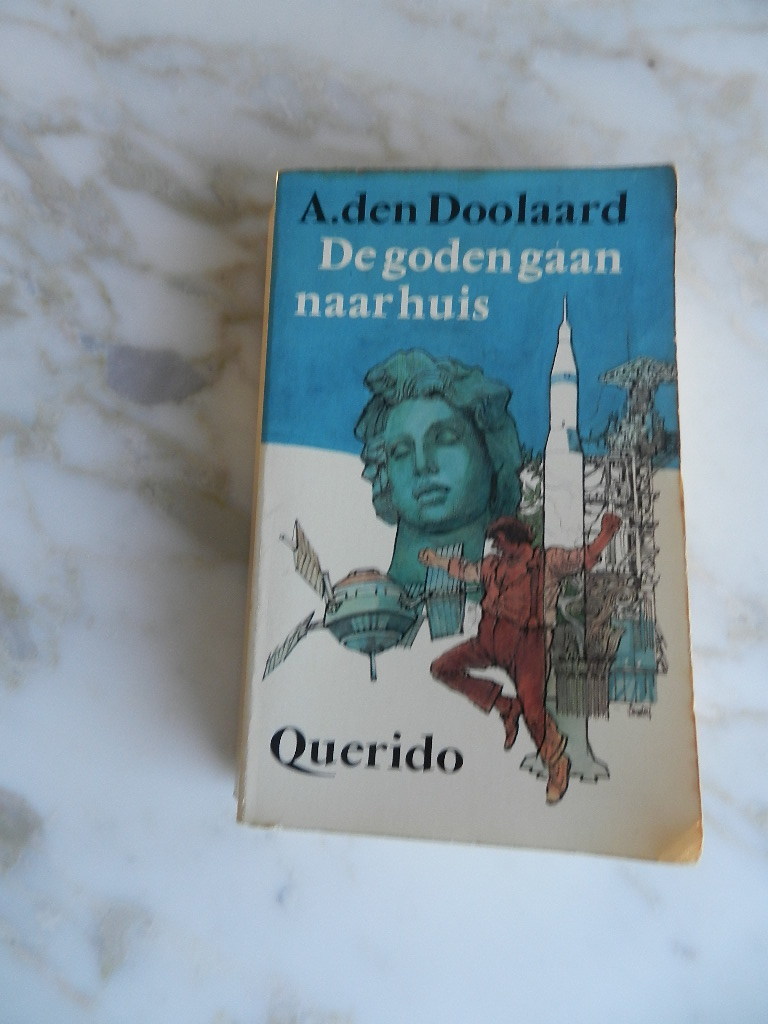 A. den Doolaard
De goden gaan
naar huis
Querido